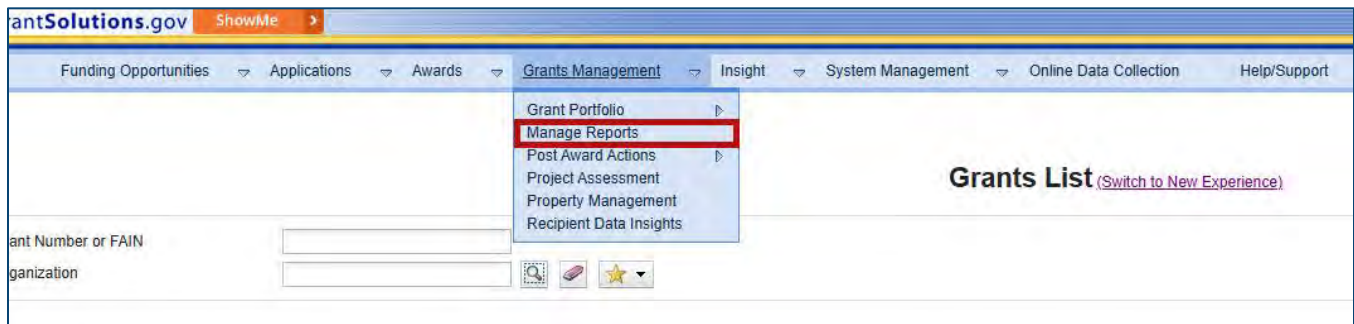 rantSolutions.gov ShowMe
Funding Opportunities Applications Awards Grants Management Insight System Management Online Data Collection Help/Support
Grant Portfolio
Manage Reports
Post Award Actions
Project Assessment
Property Management
Recipient Data Insights
Grants List (Switch to New Experience)
ant Number or FAIN
ganization